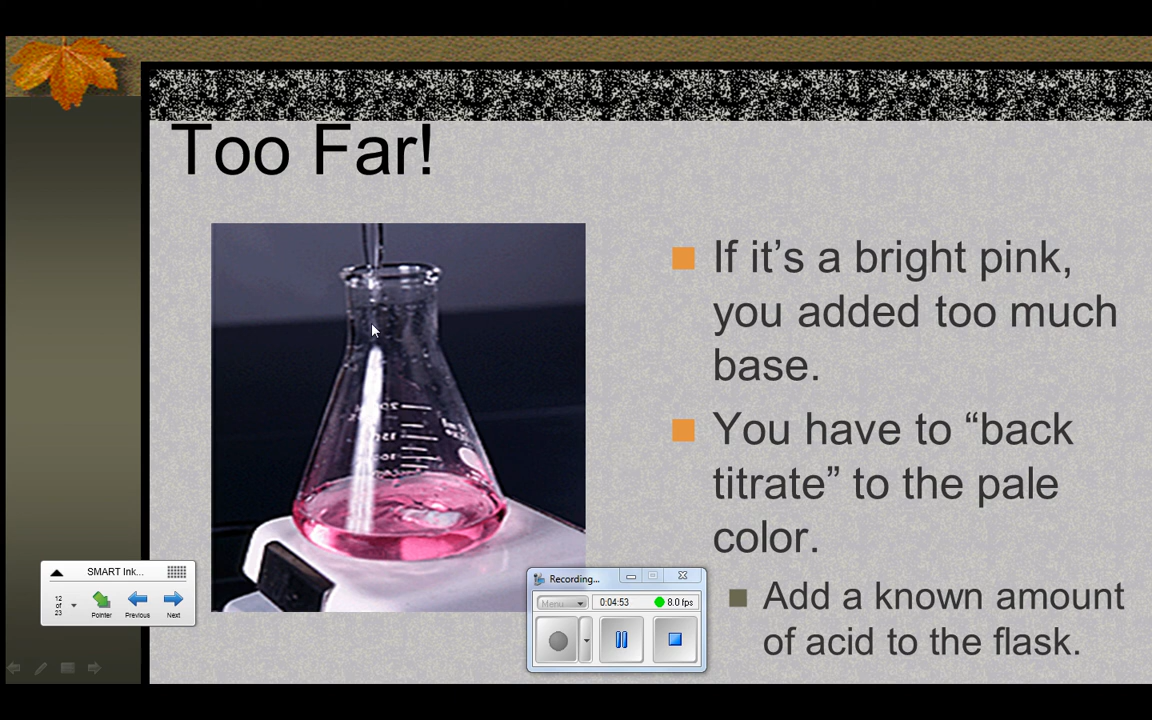 Too Far!
If it’s a bright pink,
you added too much
base.
You have to “back
titrate” to the pale
color.
Add a known amount
of acid to the flask.
SMART Ink...
12
of
23
Pointer
Previous
Next
Recording...
Menu
0:04:53
8.0 fps